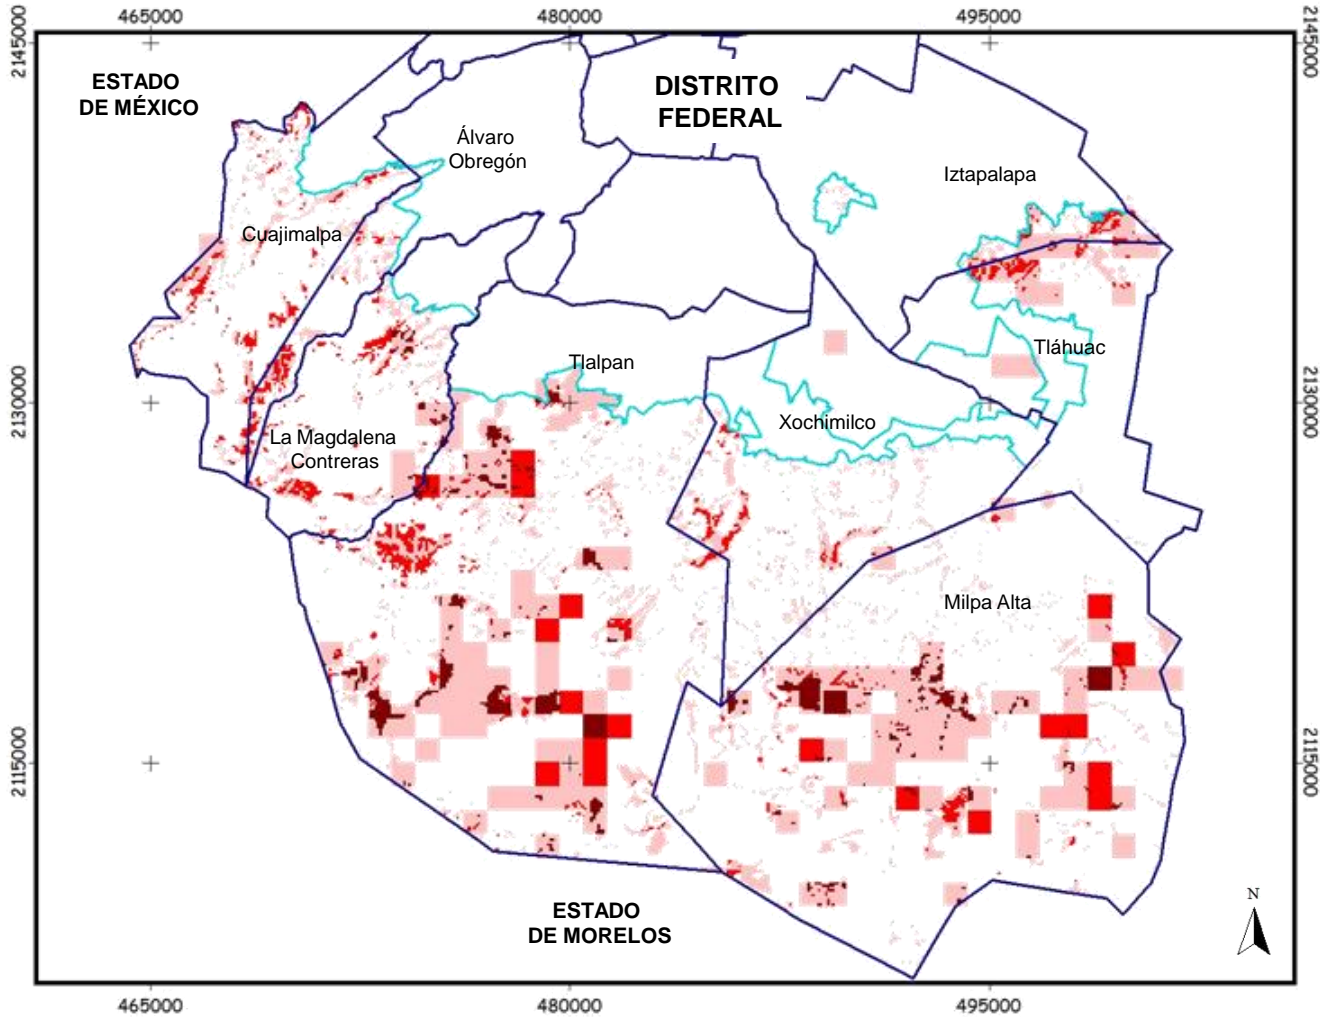 465000
480000
495000
2145000
2145000
ESTADO
DE MÉXICO
DISTRITO
FEDERAL
Álvaro
Obregón
Iztapalapa
Cuajimalpa
Tlalpan
Tláhuac
2130000
2130000
Xochimilco
La Magdalena
Contreras
Milpa Alta
2115000
2115000
ESTADO
DE MORELOS
N
465000
480000
495000